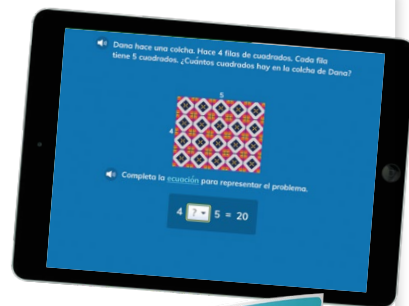 Dana hace una colcha. Hace 4 filas de cuadrados. Cada fila
tiene 5 cuadrados. ¿Cuántos cuadrados hay en la colcha de Dana?
5
4
Completa la ecuación para representar el problema.
4 ? 5 = 20